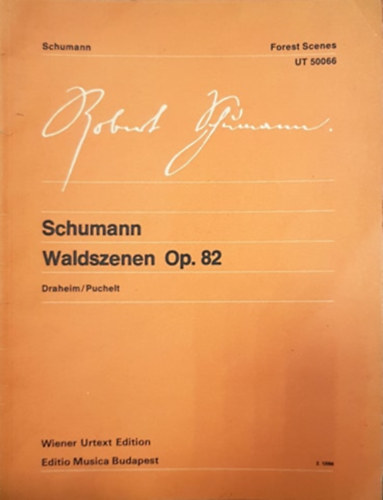 Schumann Forest Scenes
UT 50066
Robert Schumann.
Schumann
Waldszenen Op. 82
Draheim/Puchelt
Wiener Urtext Edition
Editio Musica Budapest